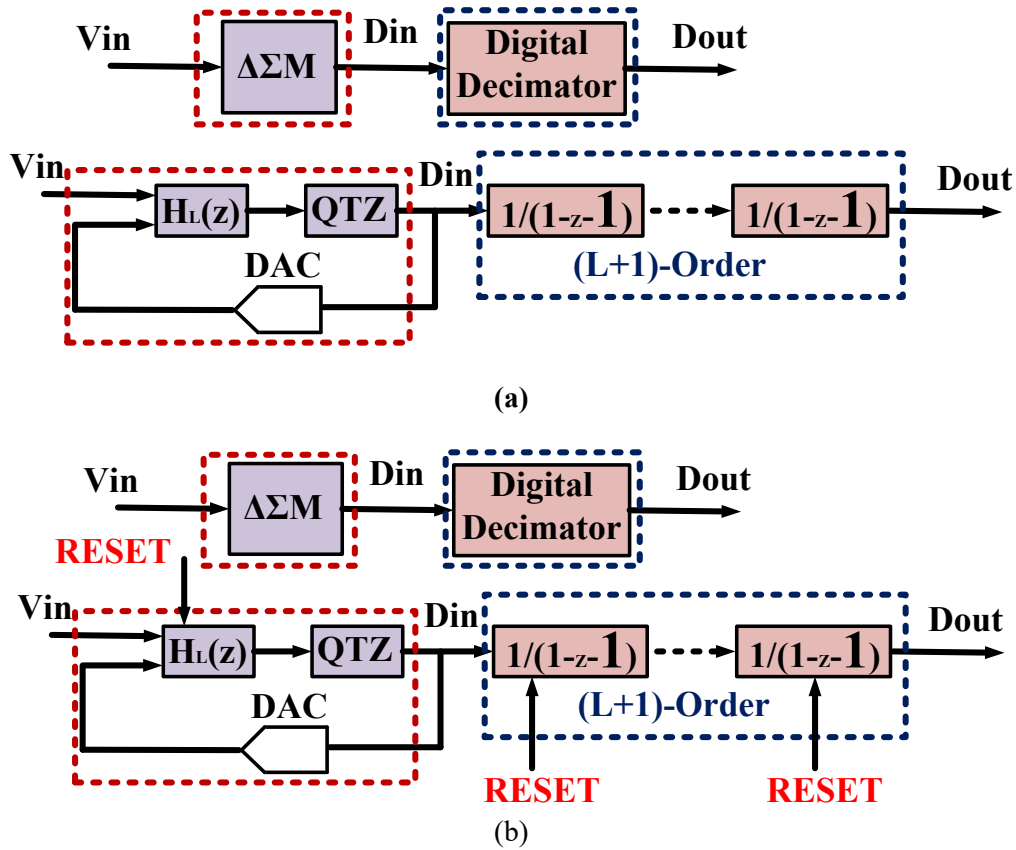 Vin
ΔΣM
Din
Digital
Decimator
Dout
Vin
HL(z)
QTZ
DAC
Din
1/(1-z-1)
1/(1-z-1)
(L+1)-Order
Dout
(a)
Vin
ΔΣM
Din
Digital
Decimator
Dout
RESET
Vin
HL(z)
QTZ
DAC
Din
1/(1-z-1)
1/(1-z-1)
(L+1)-Order
Dout
RESET
RESET
(b)